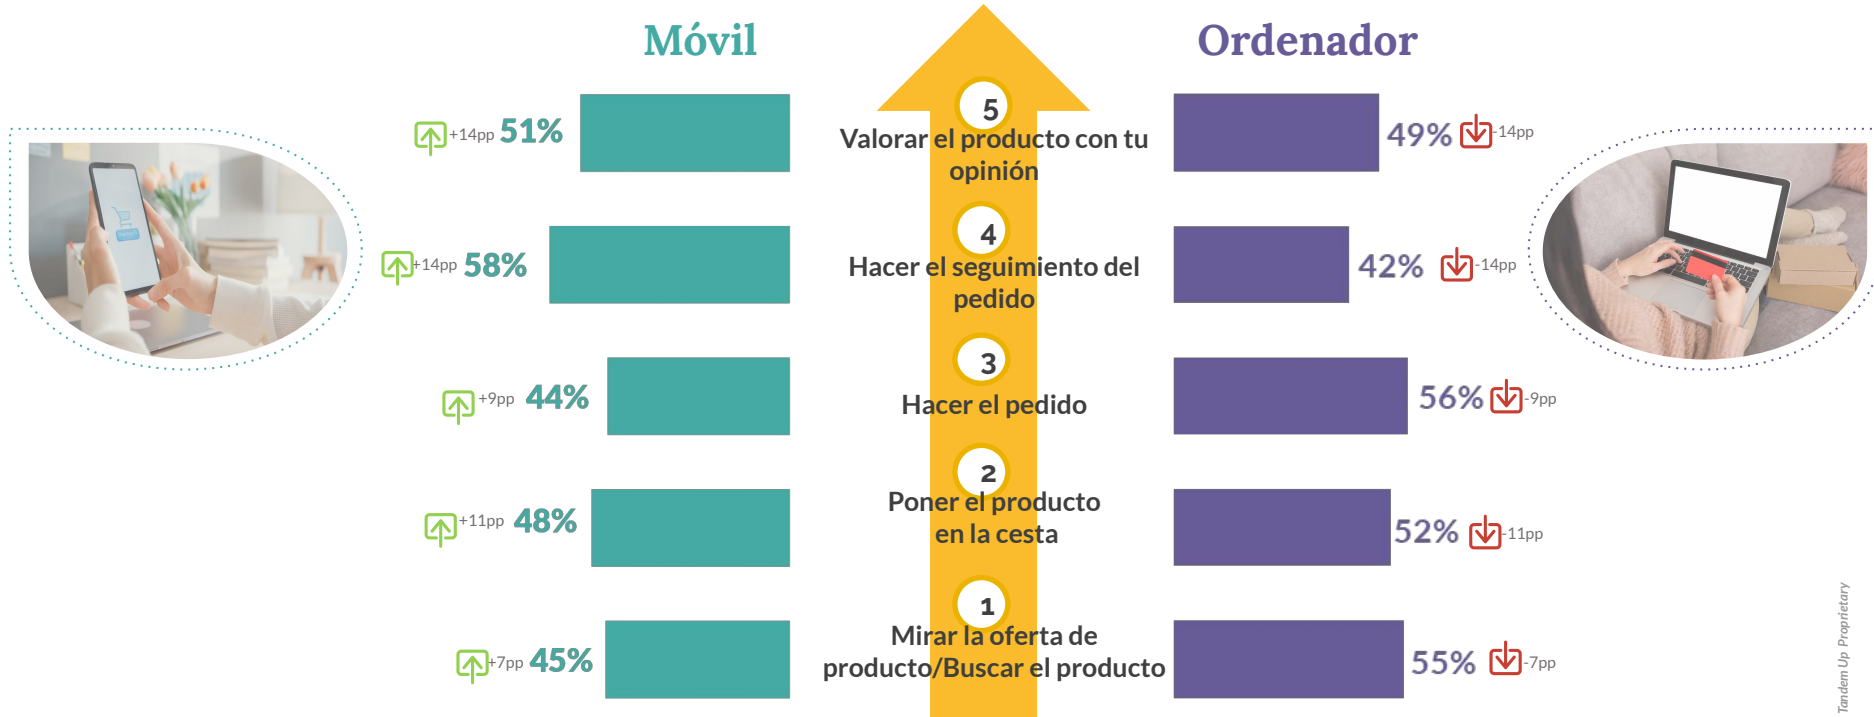 Móvil
Ordenador
5
Valorar el producto con tu
opinión
+14pp 51%
49% -14pp
4
Hacer el seguimiento del
pedido
+14pp 58%
42% -14pp
3
Hacer el pedido
+9pp 44%
56% -9pp
2
Poner el producto
en la cesta
+11pp 48%
52% -11pp
1
Mirar la oferta de
producto/Buscar el producto
+7pp 45%
55% -7pp
Tandem Up Proprietary